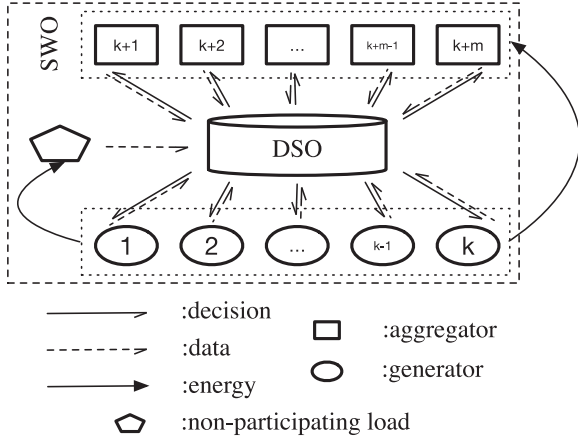 SWO
k+1 k+2 ... k+m-1 k+m
DSO
1 2 ... k-1 k
:decision
:data
:energy
:non-participating load
:aggregator
:generator